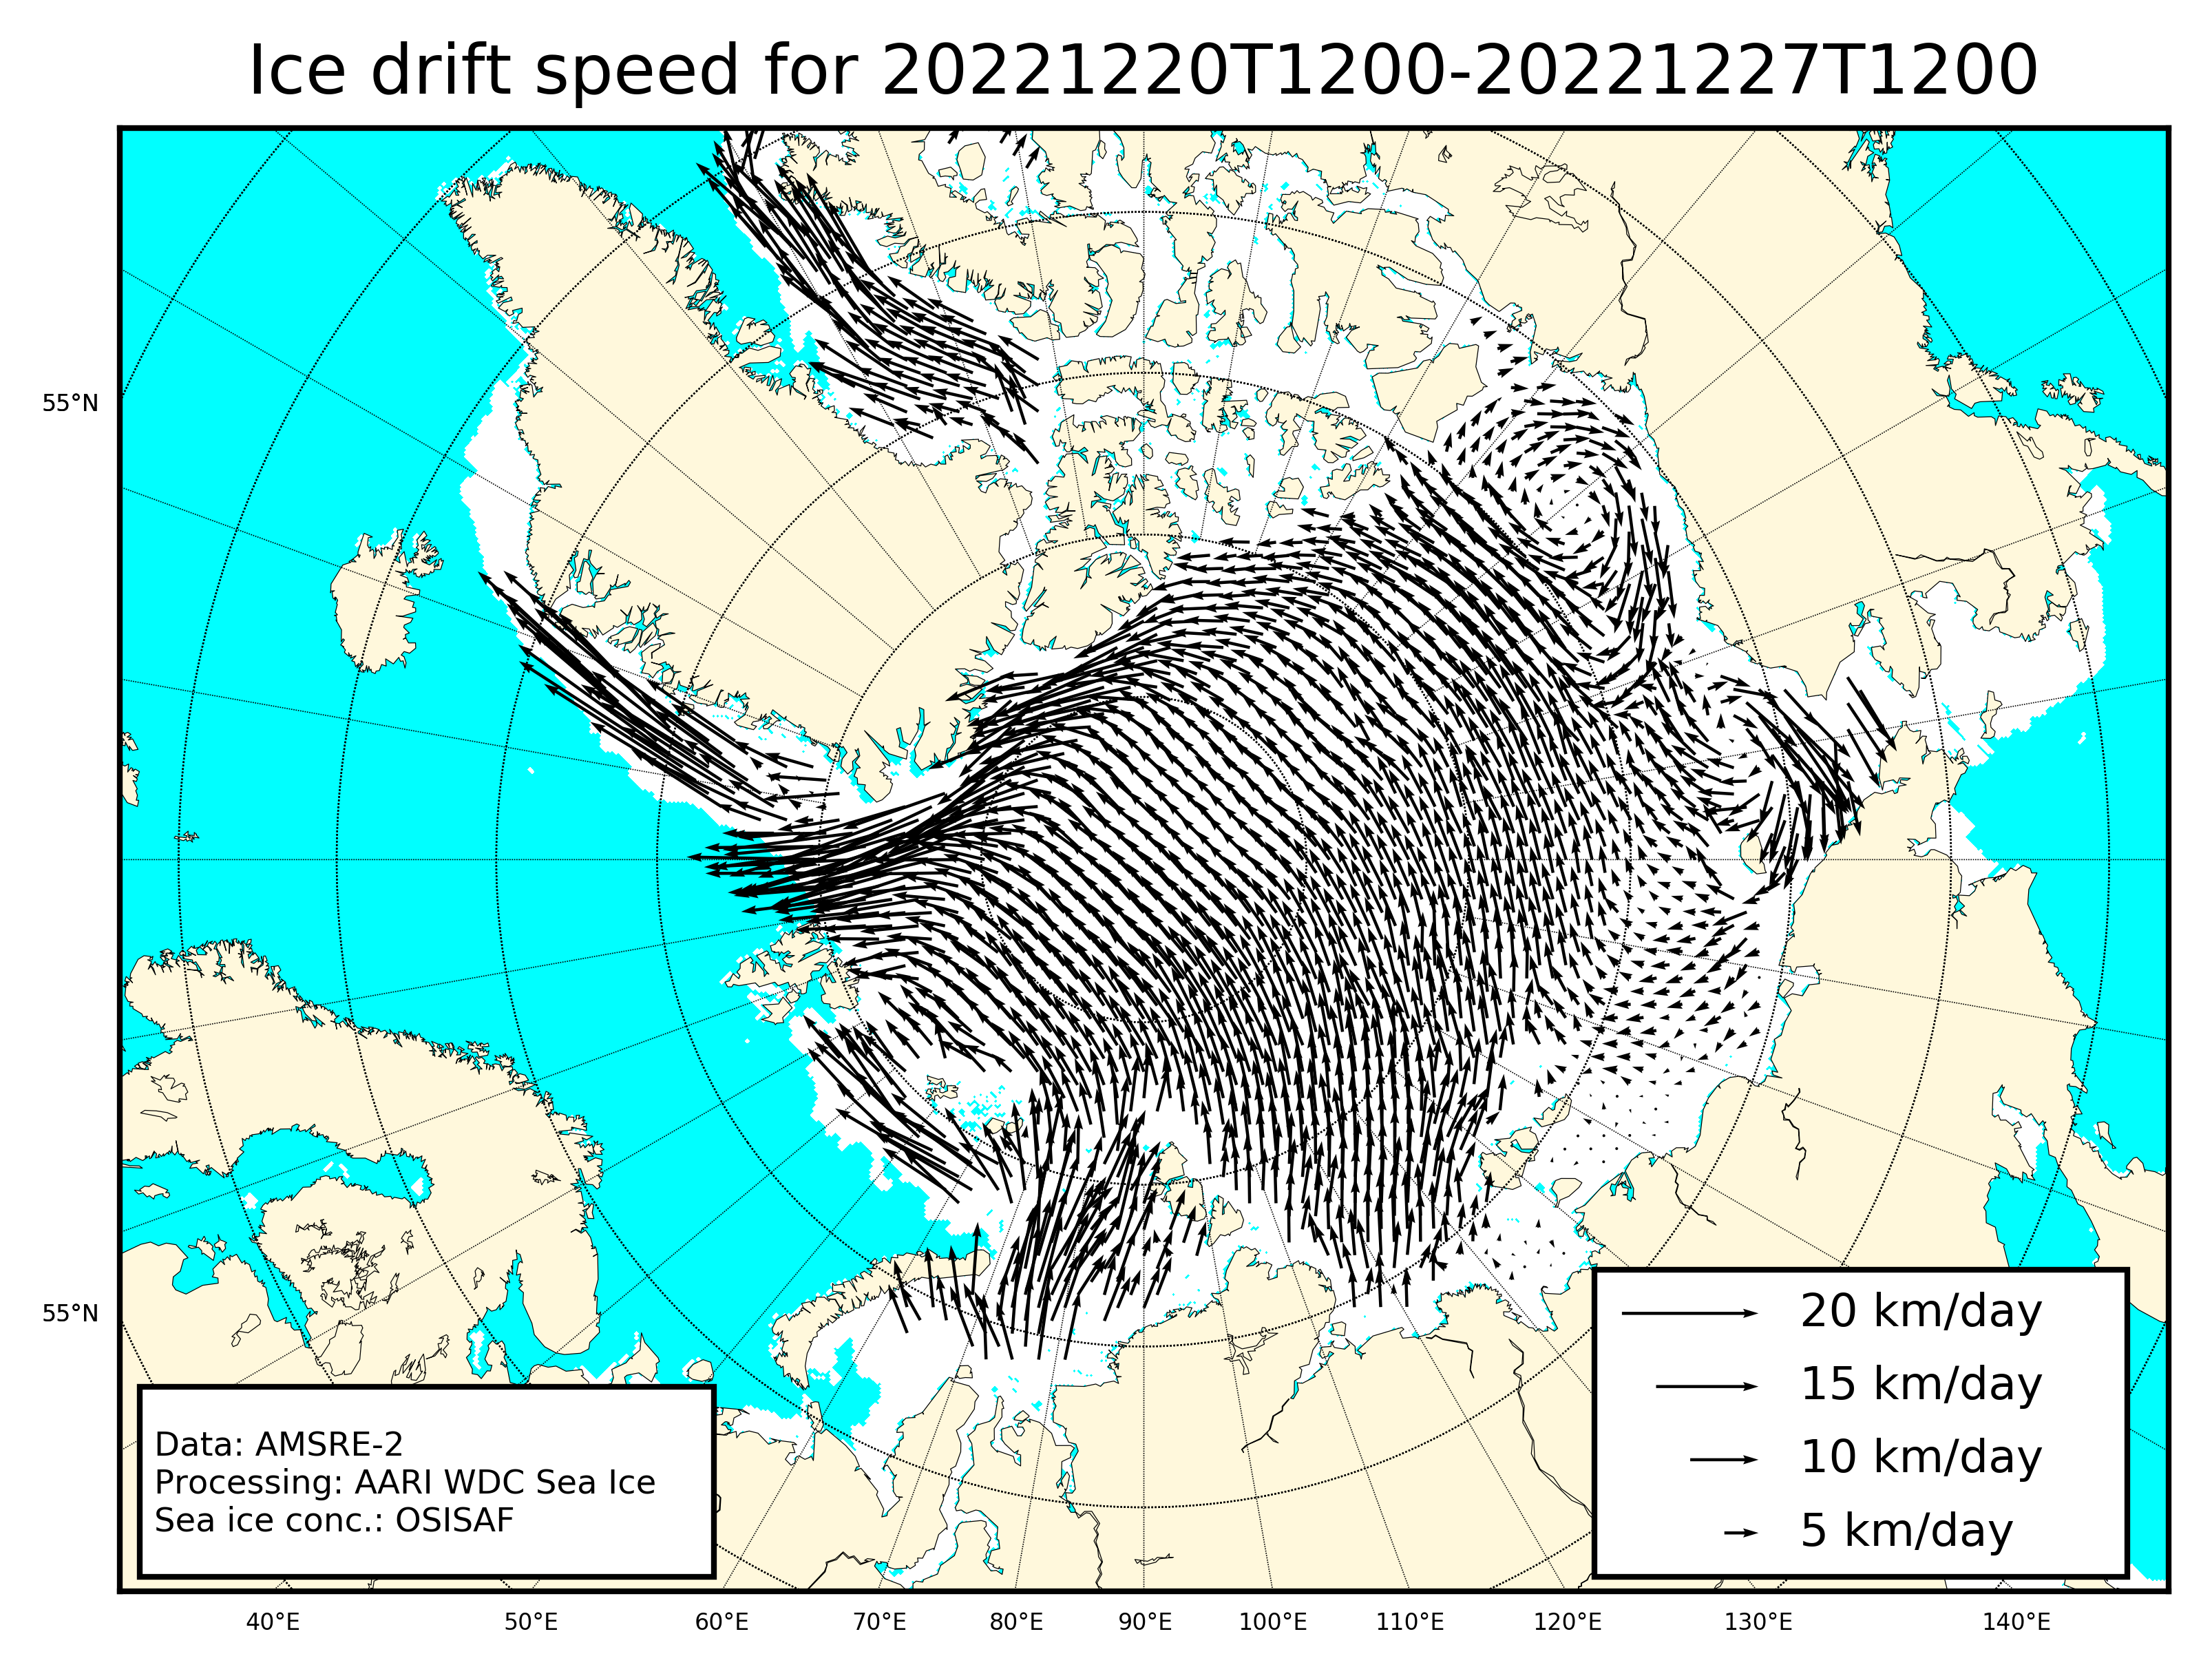 Ice drift speed for 20221220T1200-20221227T1200
55°N
55°N
20 km/day
15 km/day
10 km/day
5 km/day
Data: AMSRE-2
Processing: AARI WDC Sea Ice
Sea ice conc.: OSISAF
40°E 50°E 60°E 70°E 80°E 90°E 100°E 110°E 120°E 130°E 140°E